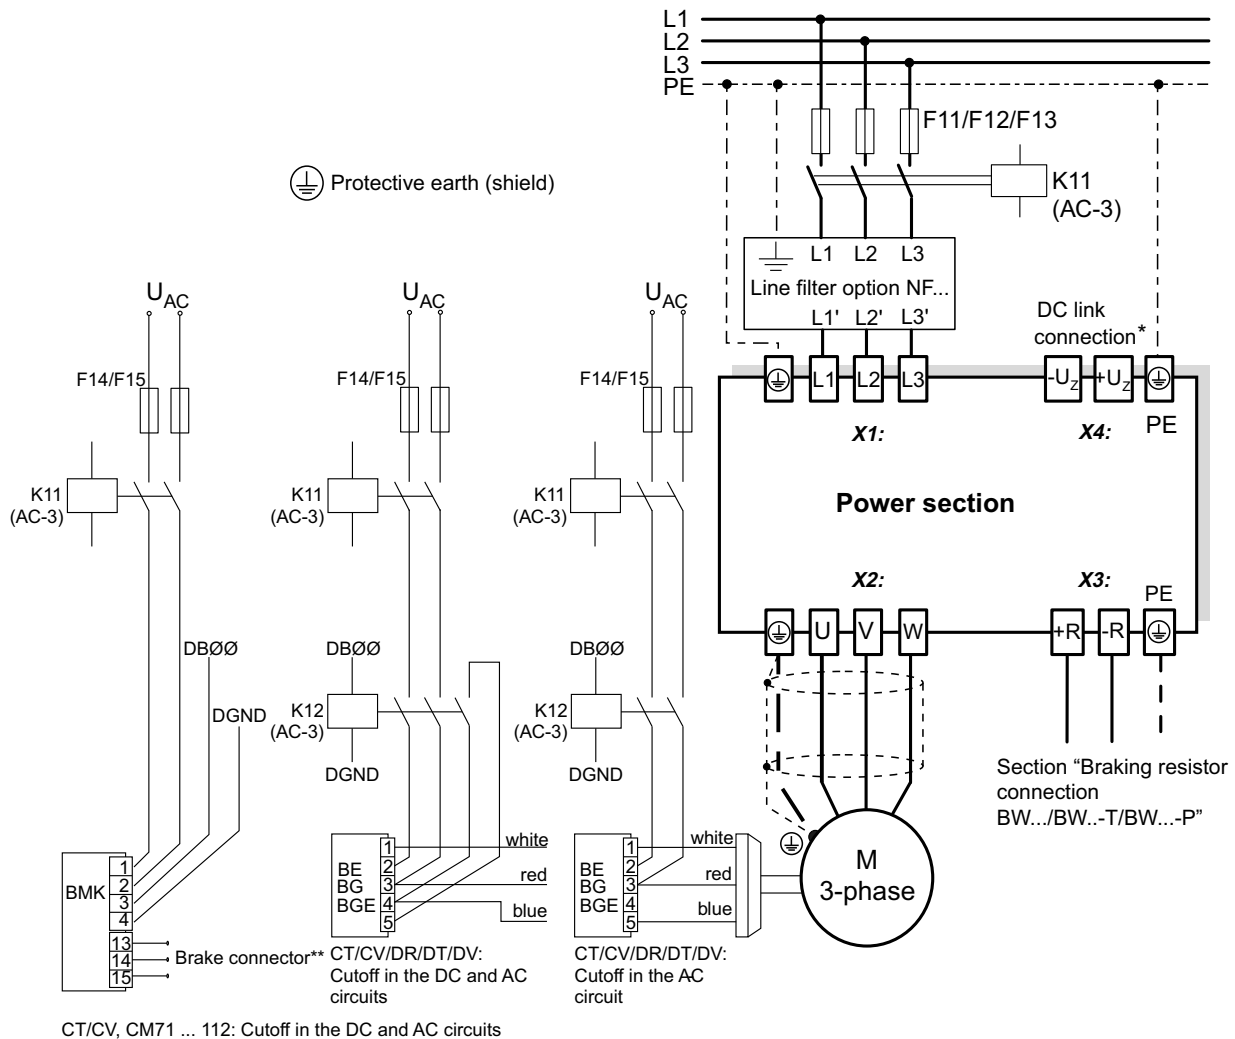 L1
L2
L3
PE
F11/F12/F13
K11
(AC-3)
Protective earth (shield)
L1 L2 L3
Line filter option NF...
L1' L2' L3'
DC link
connection*
L1 L2 L3
-UZ +UZ
X1:
X4:
PE
Power section
X2:
X3:
PE
U V W
+R -R
Section “Braking resistor
connection
BW.../BW..-T/BW...-P”
M
3-phase
UAC
F14/F15
K11
(AC-3)
DBØØ
DGND
BMK
1
2
3
4
13
14
15
Brake connector**
CT/CV, CM71 ... 112: Cutoff in the DC and AC circuits
UAC
F14/F15
K11
(AC-3)
DBØØ
K12
(AC-3)
DGND
BE
BG
BGE
1
2
3
4
5
white
red
blue
CT/CV/DR/DT/DV:
Cutoff in the DC and AC
circuits
UAC
F14/F15
K11
(AC-3)
DBØØ
K12
(AC-3)
DGND
BE
BG
BGE
1
2
3
4
5
white
red
blue
CT/CV/DR/DT/DV:
Cutoff in the AC
circuit